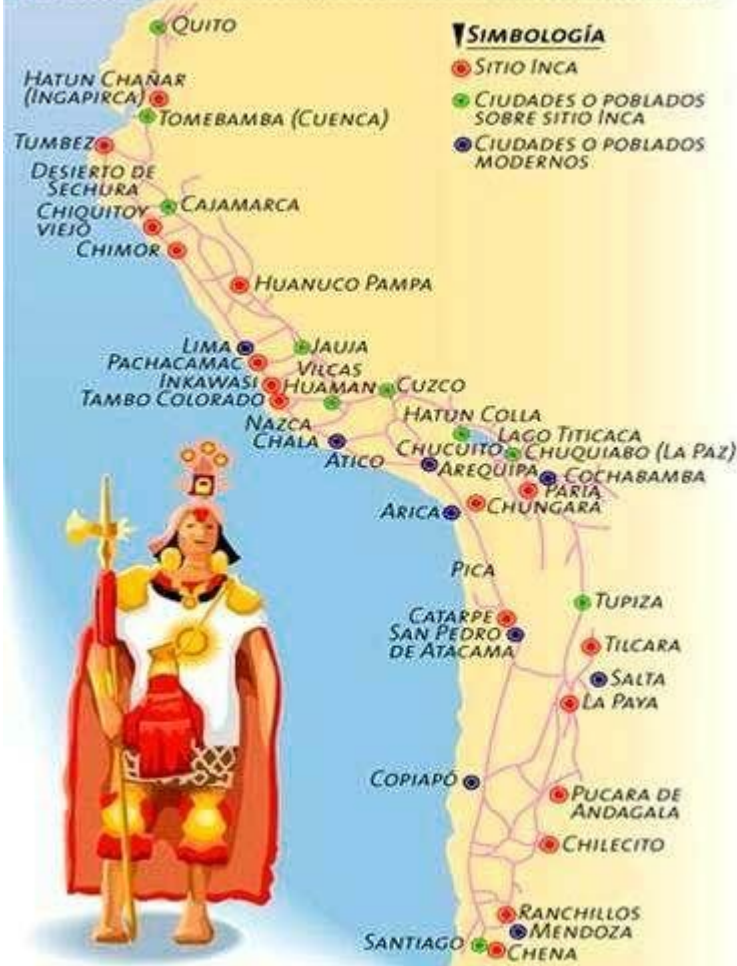 QUITO
SIMBOLOGÍA
SITIO INCA
CIUDADES O POBLADOS
SOBRE SITIO INCA
CIUDADES O POBLADOS
MODERNOS
HATUN CHAÑAR
(INGAPIRCA)
TOMEBAMBA (CUENCA)
TUMBEZ
DESIERTO DE
SECHURA
CAJAMARCA
CHIQUITOY
VIEJO
CHIMOR
HUANUCO PAMPA
LIMA
JAUJA
PACHACAMAC
VILCAS
HUAMAN
INKAWASI
CUZCO
TAMBO COLORADO
HATUN COLLA
NAZCA
CHALA
LAGO TITICACA
CHUCUITO
CHUQUIABO (LA PAZ)
ATICO
AREQUIPA
COCHABAMBA
PARIA
CHUNGARÁ
ARICA
PICA
TUPIZA
CATARPE
SAN PEDRO
DE ATACAMA
TILCARA
SALTA
LA PAYA
COPIAPÓ
PUCARA DE
ANDAGALA
CHILECITO
RANCHILLOS
MENDOZA
SANTIAGO
CHENA